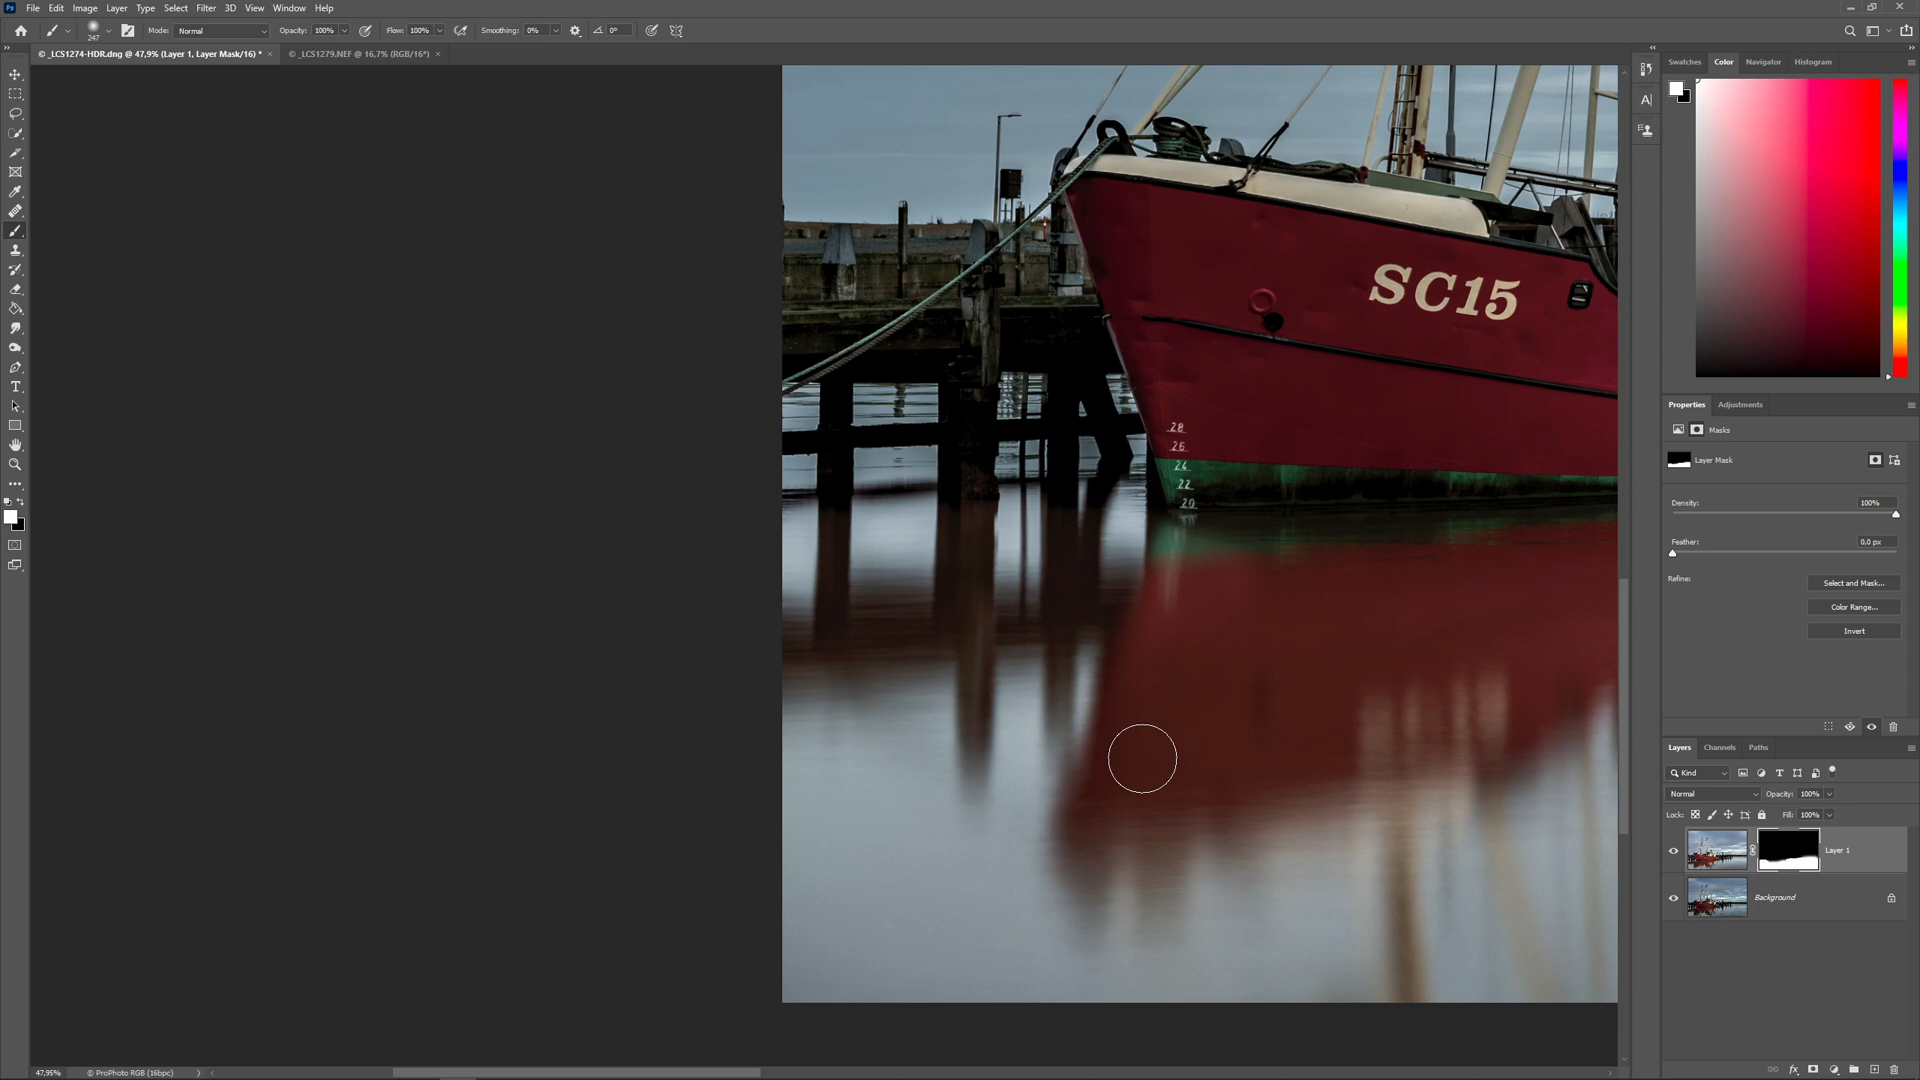 Ps File Edit Image Layer Type Select Filter 3D View Window Help
247 Mode: Normal Opacity: 100% Flow: 100% Smoothing: 0% 0°
© _LCS1274-HDR.dng @ 47,9% (Layer 1, Layer Mask/16) * × © _LCS1279.NEF @ 16,7% (RGB/16*) ×
Swatches Color Navigator Histogram
SC15
28
26
24
22
20
Properties Adjustments
Masks
Layer Mask
Density: 100%
Feather: 0,0 px
Refine: Select and Mask...
Color Range...
Invert
Layers Channels Paths
Kind
Normal Opacity: 100%
Lock: Fill: 100%
Layer 1
Background
fx
47,95% © ProPhoto RGB (16bpc)